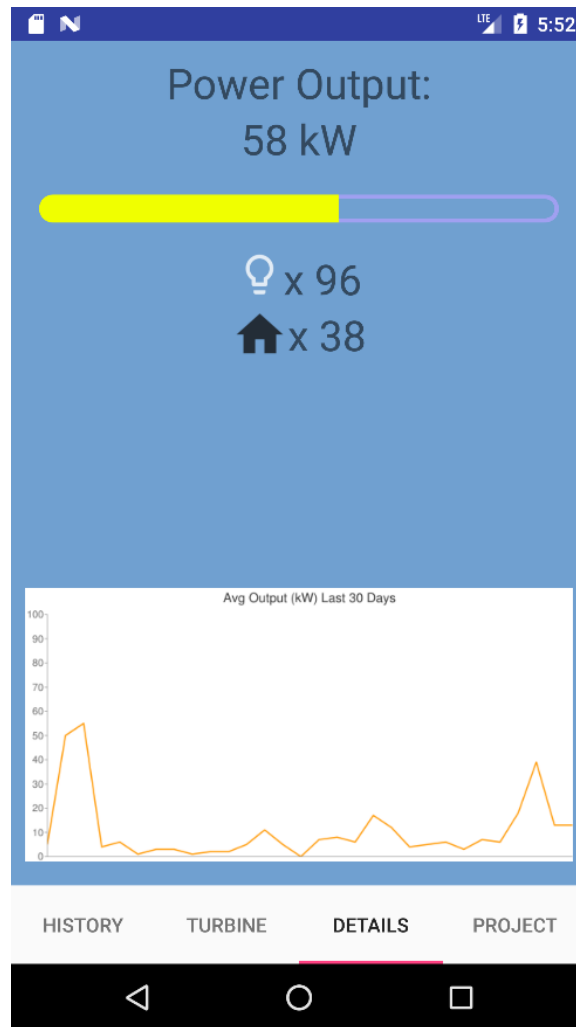 LTE 5:52
Power Output:
58 kW
x 96
x 38
Avg Output (kW) Last 30 Days
100
90
80
70
60
50
40
30
20
10
0
HISTORY TURBINE DETAILS PROJECT